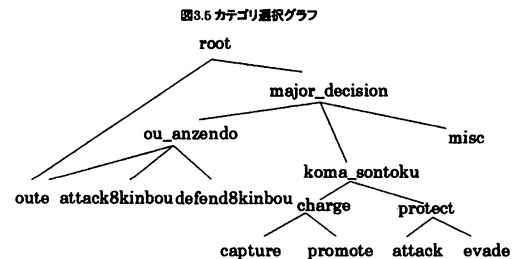 図3.5 カテゴリ選択グラフ
root
major_decision
ou_anzendo
misc
koma_sontoku
oute attack8kinbou defend8kinbou
charge
protect
capture promote attack evade